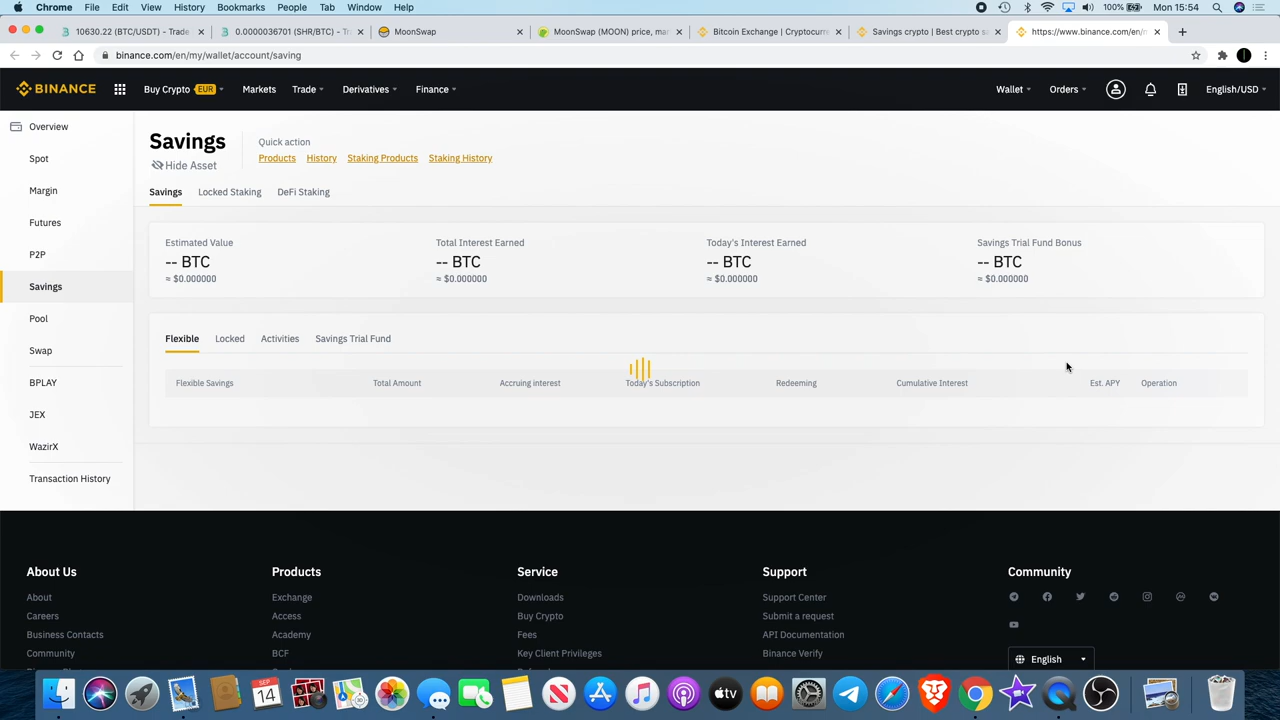 Chrome File Edit View History Bookmarks People Tab Window Help 100% Mon 15:54
10630.22 (BTC/USDT) - Trade 0.0000036701 (SHR/BTC) - T MoonSwap MoonSwap (MOON) price, mar Bitcoin Exchange | Cryptocurr Savings crypto | Best crypto sa https://www.binance.com/en/m
binance.com/en/my/wallet/account/saving
BINANCE Buy Crypto EUR Markets Trade Derivatives Finance Wallet Orders English/USD
Overview
Spot
Margin
Futures
P2P
Savings
Pool
Swap
BPLAY
JEX
WazirX
Transaction History
Savings
Hide Asset
Quick action
Products History Staking Products Staking History
Savings Locked Staking DeFi Staking
Estimated Value Total Interest Earned Today's Interest Earned Savings Trial Fund Bonus
-- BTC -- BTC -- BTC -- BTC
≈ $0.000000 ≈ $0.000000 ≈ $0.000000 ≈ $0.000000
Flexible Locked Activities Savings Trial Fund
Flexible Savings Total Amount Accruing interest Today's Subscription Redeeming Cumulative Interest Est. APY Operation
About Us Products Service Support Community
About Exchange Downloads Support Center
Careers Access Buy Crypto Submit a request
Business Contacts Academy Fees API Documentation
Community BCF Key Client Privileges Binance Verify
English
SEP
14
tv